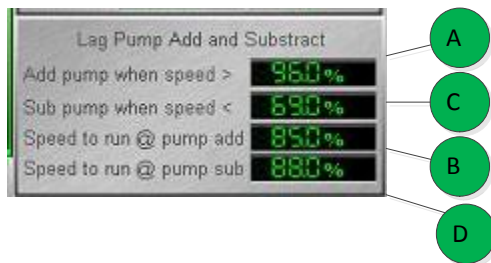 Lag Pump Add and Substract
Add pump when speed > 96.0 %
Sub pump when speed < 69.0 %
Speed to run @ pump add 85.0 %
Speed to run @ pump sub 88.0 %
A
C
B
D